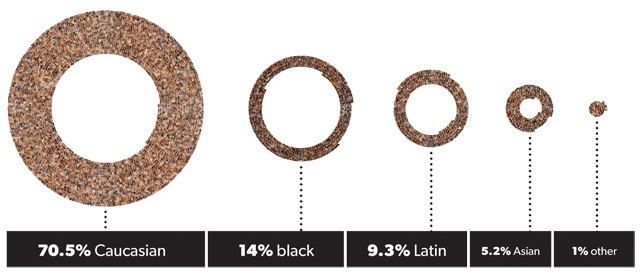 70.5% Caucasian
14% black
9.3% Latin
5.2% Asian
1% other